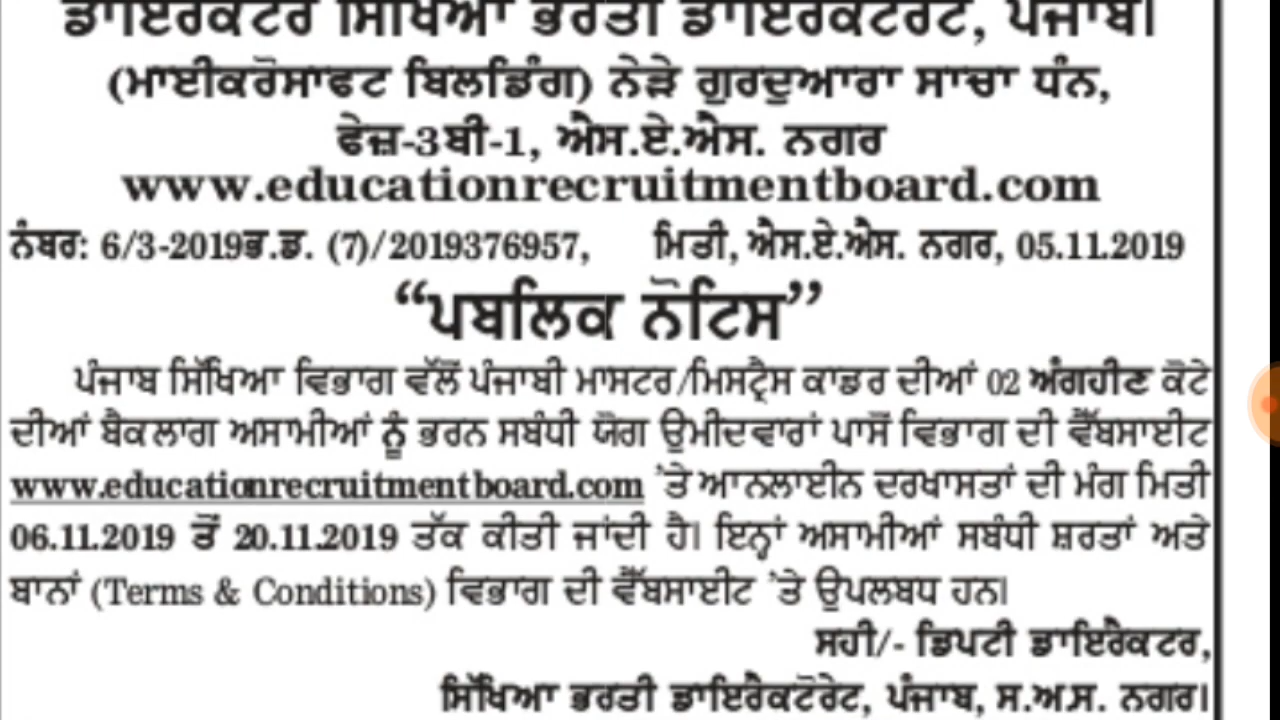 ਡਾਇਰੈਕਟਰ ਸਿੱਖਿਆ ਭਰਤੀ ਡਾਇਰੈਕਟੋਰੇਟ, ਪੰਜਾਬ।
(ਮਾਈਕਰੋਸਾਫਟ ਬਿਲਡਿੰਗ) ਨੇੜੇ ਗੁਰਦੁਆਰਾ ਸਾਚਾ ਧੰਨ,
ਫੇਜ਼-3ਬੀ-1, ਐਸ.ਏ.ਐਸ. ਨਗਰ
www.educationrecruitmentboard.com
ਨੰਬਰ: 6/3-2019ਭ.ਡ. (7)/2019376957, ਮਿਤੀ, ਐਸ.ਏ.ਐਸ. ਨਗਰ, 05.11.2019
“ਪਬਲਿਕ ਨੋਟਿਸ”
ਪੰਜਾਬ ਸਿੱਖਿਆ ਵਿਭਾਗ ਵੱਲੋਂ ਪੰਜਾਬੀ ਮਾਸਟਰ/ਮਿਸਟ੍ਰੈਸ ਕਾਡਰ ਦੀਆਂ 02 ਅੰਗਹੀਣ ਕੋਟੇ
ਦੀਆਂ ਬੈਕਲਾਗ ਅਸਾਮੀਆਂ ਨੂੰ ਭਰਨ ਸਬੰਧੀ ਯੋਗ ਉਮੀਦਵਾਰਾਂ ਪਾਸੋਂ ਵਿਭਾਗ ਦੀ ਵੈੱਬਸਾਈਟ
www.educationrecruitmentboard.com 'ਤੇ ਆਨਲਾਈਨ ਦਰਖਾਸਤਾਂ ਦੀ ਮੰਗ ਮਿਤੀ
06.11.2019 ਤੋਂ 20.11.2019 ਤੱਕ ਕੀਤੀ ਜਾਂਦੀ ਹੈ। ਇਨ੍ਹਾਂ ਅਸਾਮੀਆਂ ਸਬੰਧੀ ਸ਼ਰਤਾਂ ਅਤੇ
ਬਾਨਾਂ (Terms & Conditions) ਵਿਭਾਗ ਦੀ ਵੈੱਬਸਾਈਟ 'ਤੇ ਉਪਲਬਧ ਹਨ।
ਸਹੀ/- ਡਿਪਟੀ ਡਾਇਰੈਕਟਰ,
ਸਿੱਖਿਆ ਭਰਤੀ ਡਾਇਰੈਕਟੋਰੇਟ, ਪੰਜਾਬ, ਸ.ਅ.ਸ. ਨਗਰ।